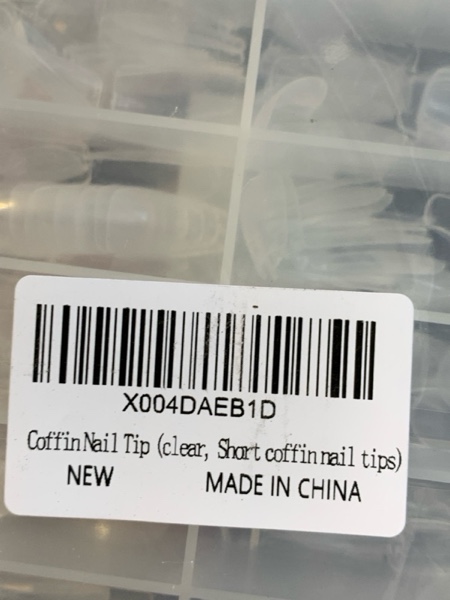 X004DAEB1D
Coffin Nail Tip (clear, Short coffin nail tips)
NEW MADE IN CHINA